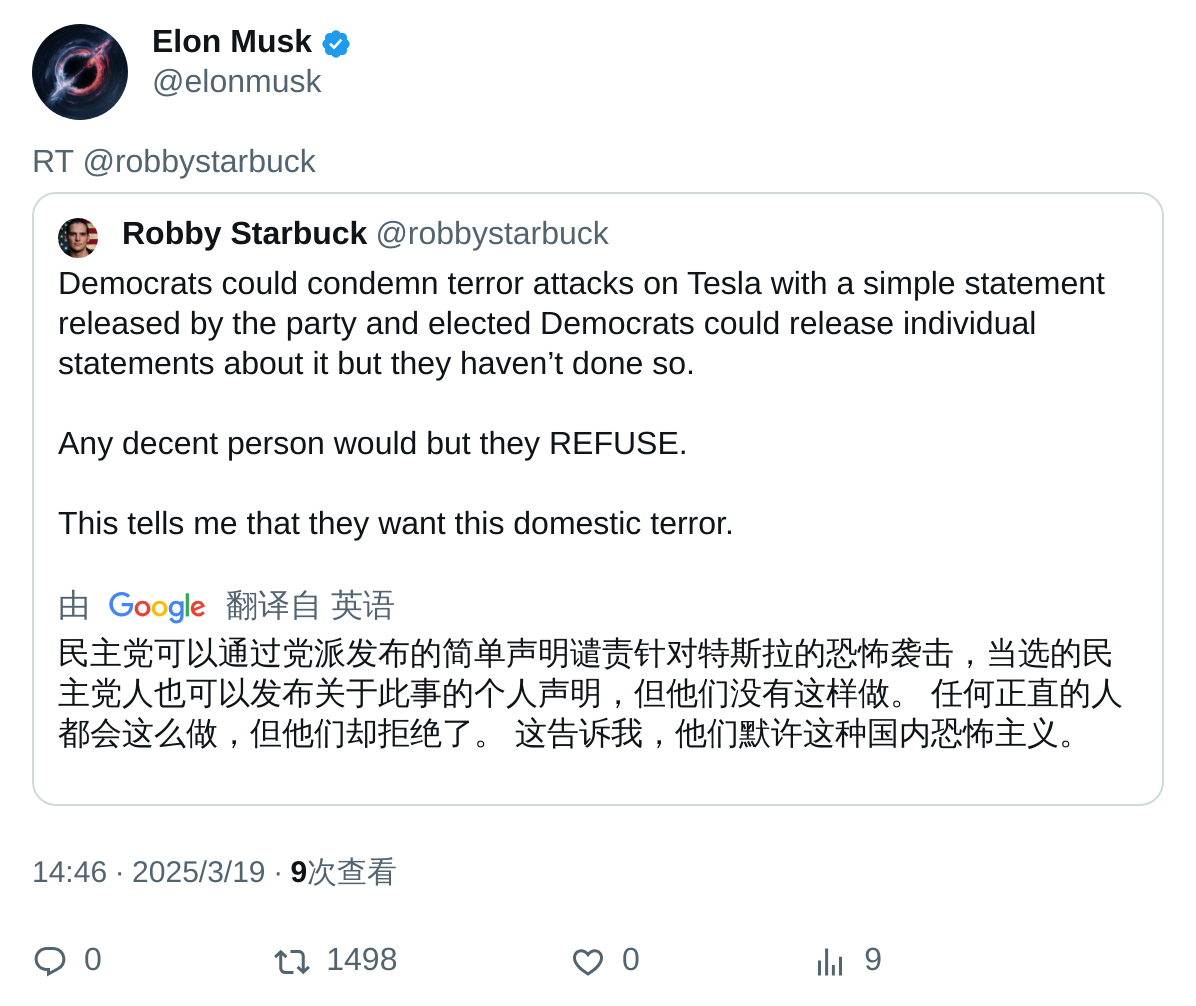 Elon Musk
@elonmusk
RT @robbystarbuck
Robby Starbuck @robbystarbuck
Democrats could condemn terror attacks on Tesla with a simple statement
released by the party and elected Democrats could release individual
statements about it but they haven’t done so.
Any decent person would but they REFUSE.
This tells me that they want this domestic terror.
由 Google 翻译自 英语
民主党可以通过党派发布的简单声明谴责针对特斯拉的恐怖袭击，当选的民
主党人也可以发布关于此事的个人声明，但他们没有这样做。 任何正直的人
都会这么做，但他们却拒绝了。 这告诉我，他们默许这种国内恐怖主义。
14:46 · 2025/3/19 · 9次查看
0 1498 0 9